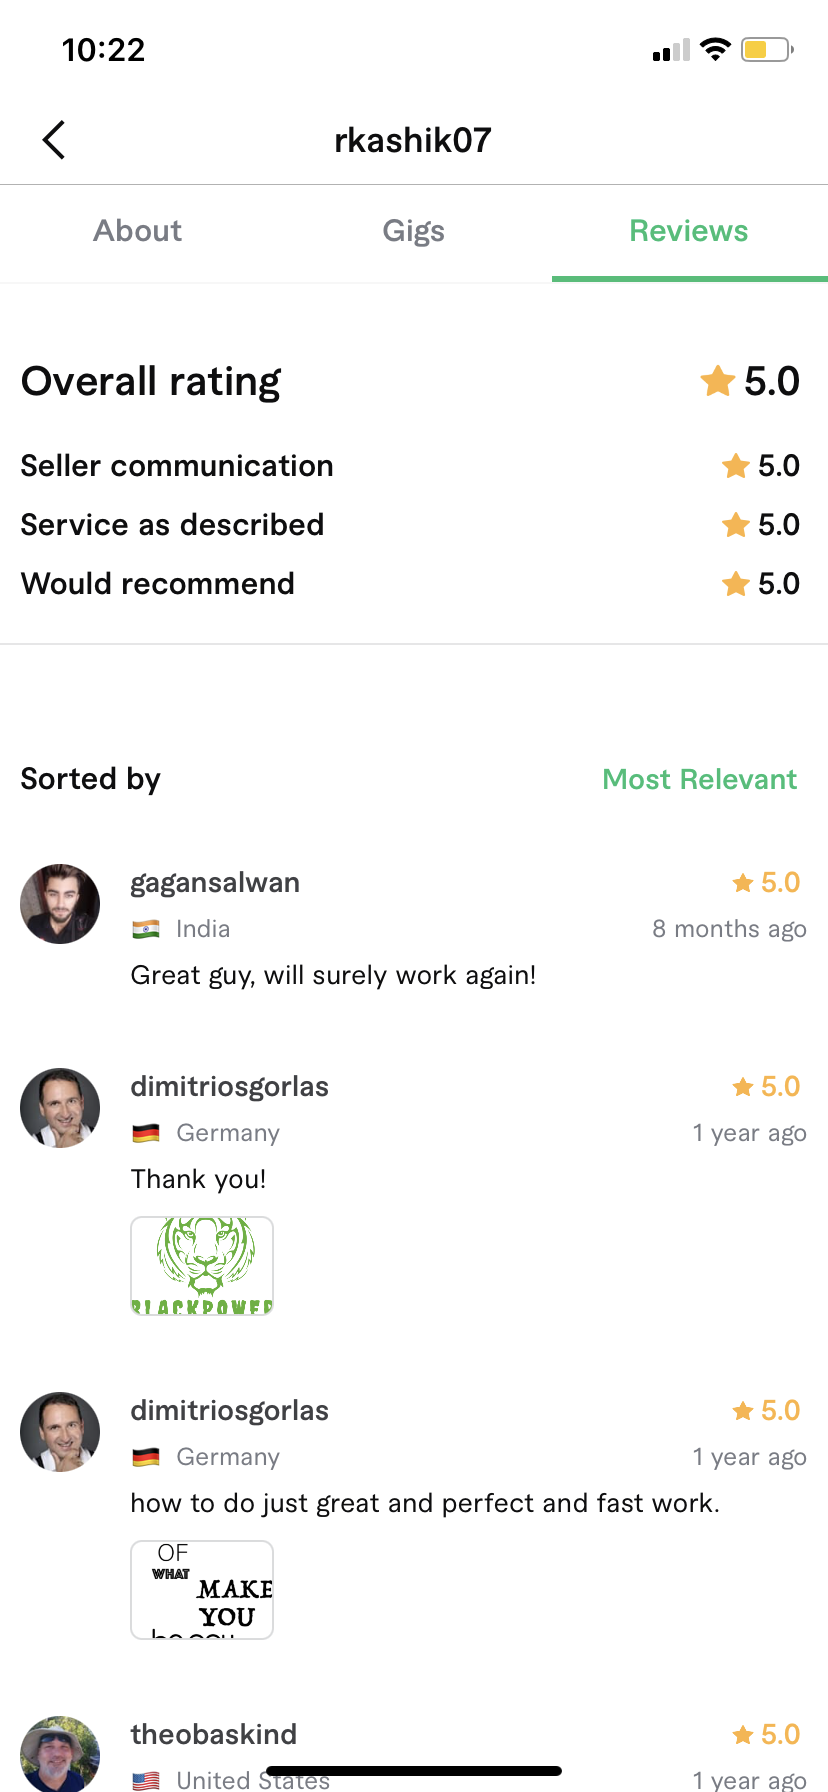 10:22
rkashik07
About Gigs Reviews
Overall rating 5.0
Seller communication 5.0
Service as described 5.0
Would recommend 5.0
Sorted by Most Relevant
gagansalwan 5.0
India 8 months ago
Great guy, will surely work again!
dimitriosgorlas 5.0
Germany 1 year ago
Thank you!
BLACKPOWER
dimitriosgorlas 5.0
Germany 1 year ago
how to do just great and perfect and fast work.
OF
WHAT
MAKE
YOU
theobaskind 5.0
United States 1 year ago